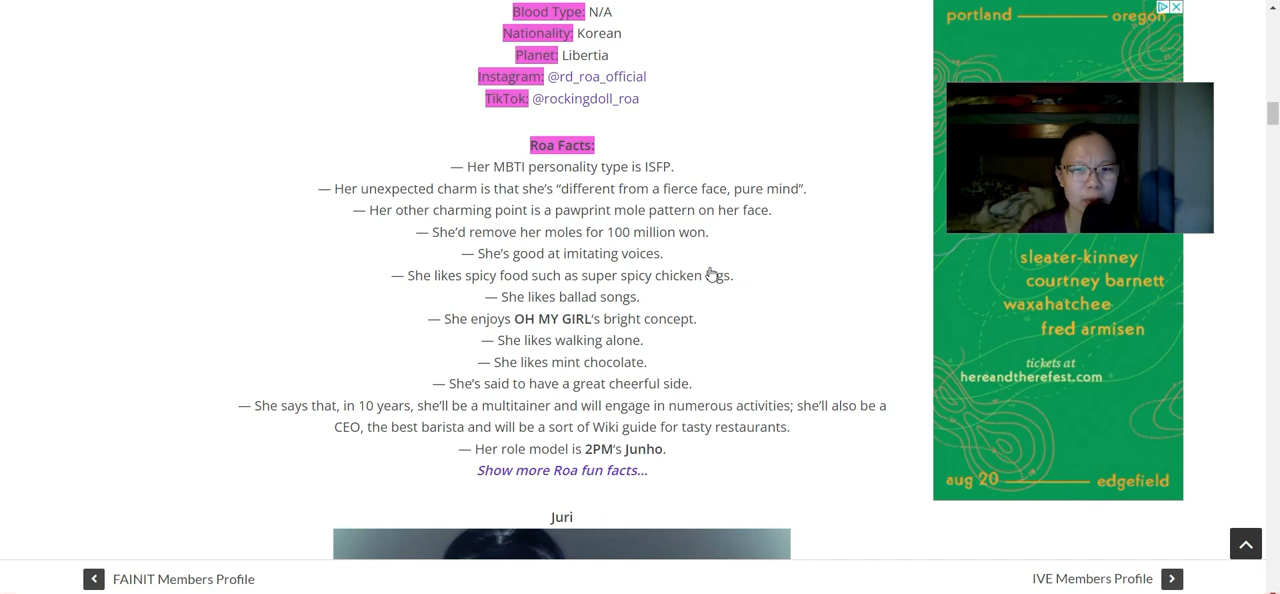 Blood Type: N/A
Nationality: Korean
Planet: Libertia
Instagram: @rd_roa_official
TikTok: @rockingdoll_roa
Roa Facts:
— Her MBTI personality type is ISFP.
— Her unexpected charm is that she's “different from a fierce face, pure mind”.
— Her other charming point is a pawprint mole pattern on her face.
— She'd remove her moles for 100 million won.
— She's good at imitating voices.
— She likes spicy food such as super spicy chicken
— She likes ballad songs.
— She enjoys OH MY GIRL‘s bright concept.
— She likes walking alone.
— She likes mint chocolate.
— She's said to have a great cheerful side.
— She says that, in 10 years, she'll be a multitainer and will engage in numerous activities; she'll also be a
CEO, the best barista and will be a sort of Wiki guide for tasty restaurants.
— Her role model is 2PM‘s Junho.
Show more Roa fun facts…
Juri
FAINIT Members Profile
IVE Members Profile
portland oregon
sleater-kinney
courtney barnett
waxahatchee
fred armisen
tickets at
hereandtherefest.com
aug 20 edgefield